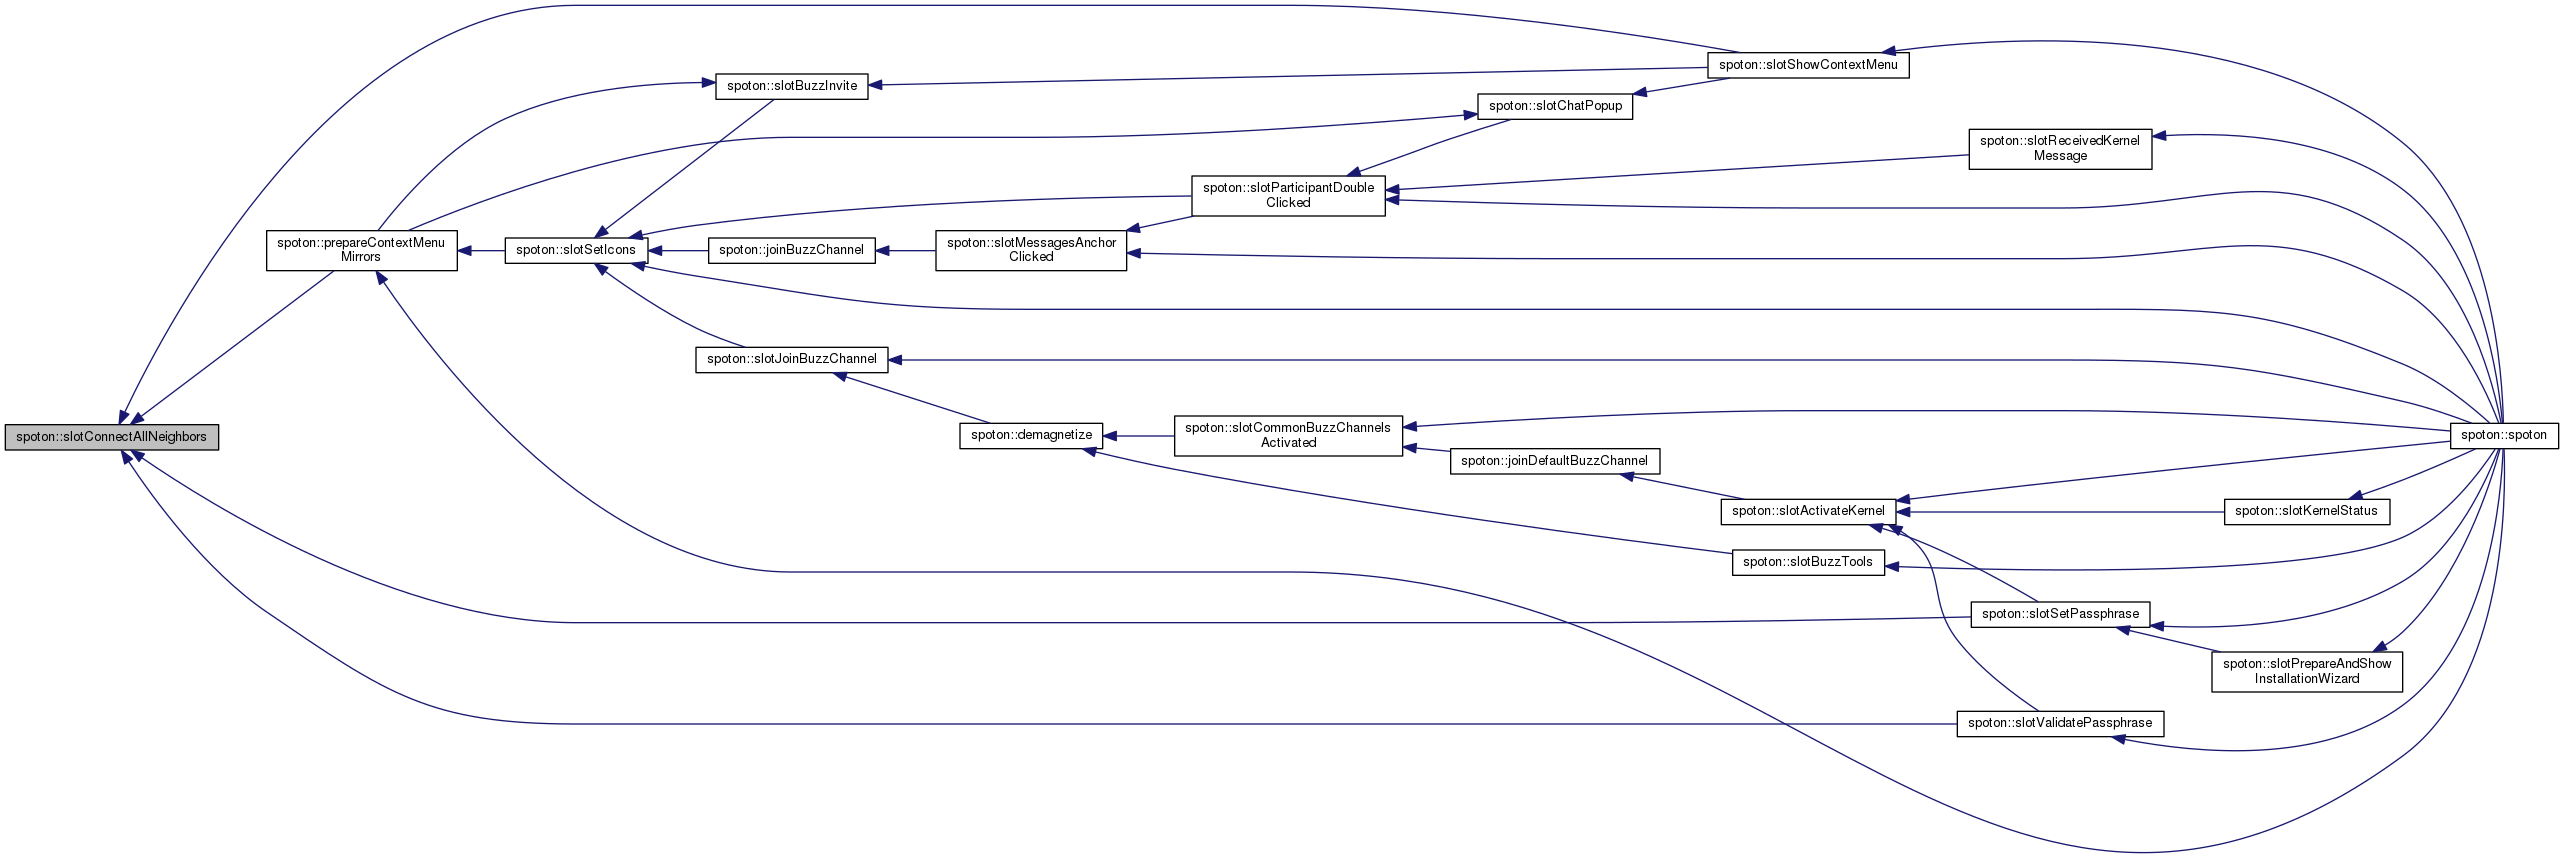 spoton::slotShowContextMenu
spoton::slotBuzzInvite
spoton::slotChatPopup
spoton::slotReceivedKernel
Message
spoton::slotParticipantDouble
Clicked
spoton::prepareContextMenu
Mirrors
spoton::slotSetIcons
spoton::joinBuzzChannel
spoton::slotMessagesAnchor
Clicked
spoton::slotJoinBuzzChannel
spoton::slotConnectAllNeighbors
spoton::demagnetize
spoton::slotCommonBuzzChannels
Activated
spoton::spoton
spoton::joinDefaultBuzzChannel
spoton::slotActivateKernel
spoton::slotKernelStatus
spoton::slotBuzzTools
spoton::slotSetPassphrase
spoton::slotPrepareAndShow
InstallationWizard
spoton::slotValidatePassphrase